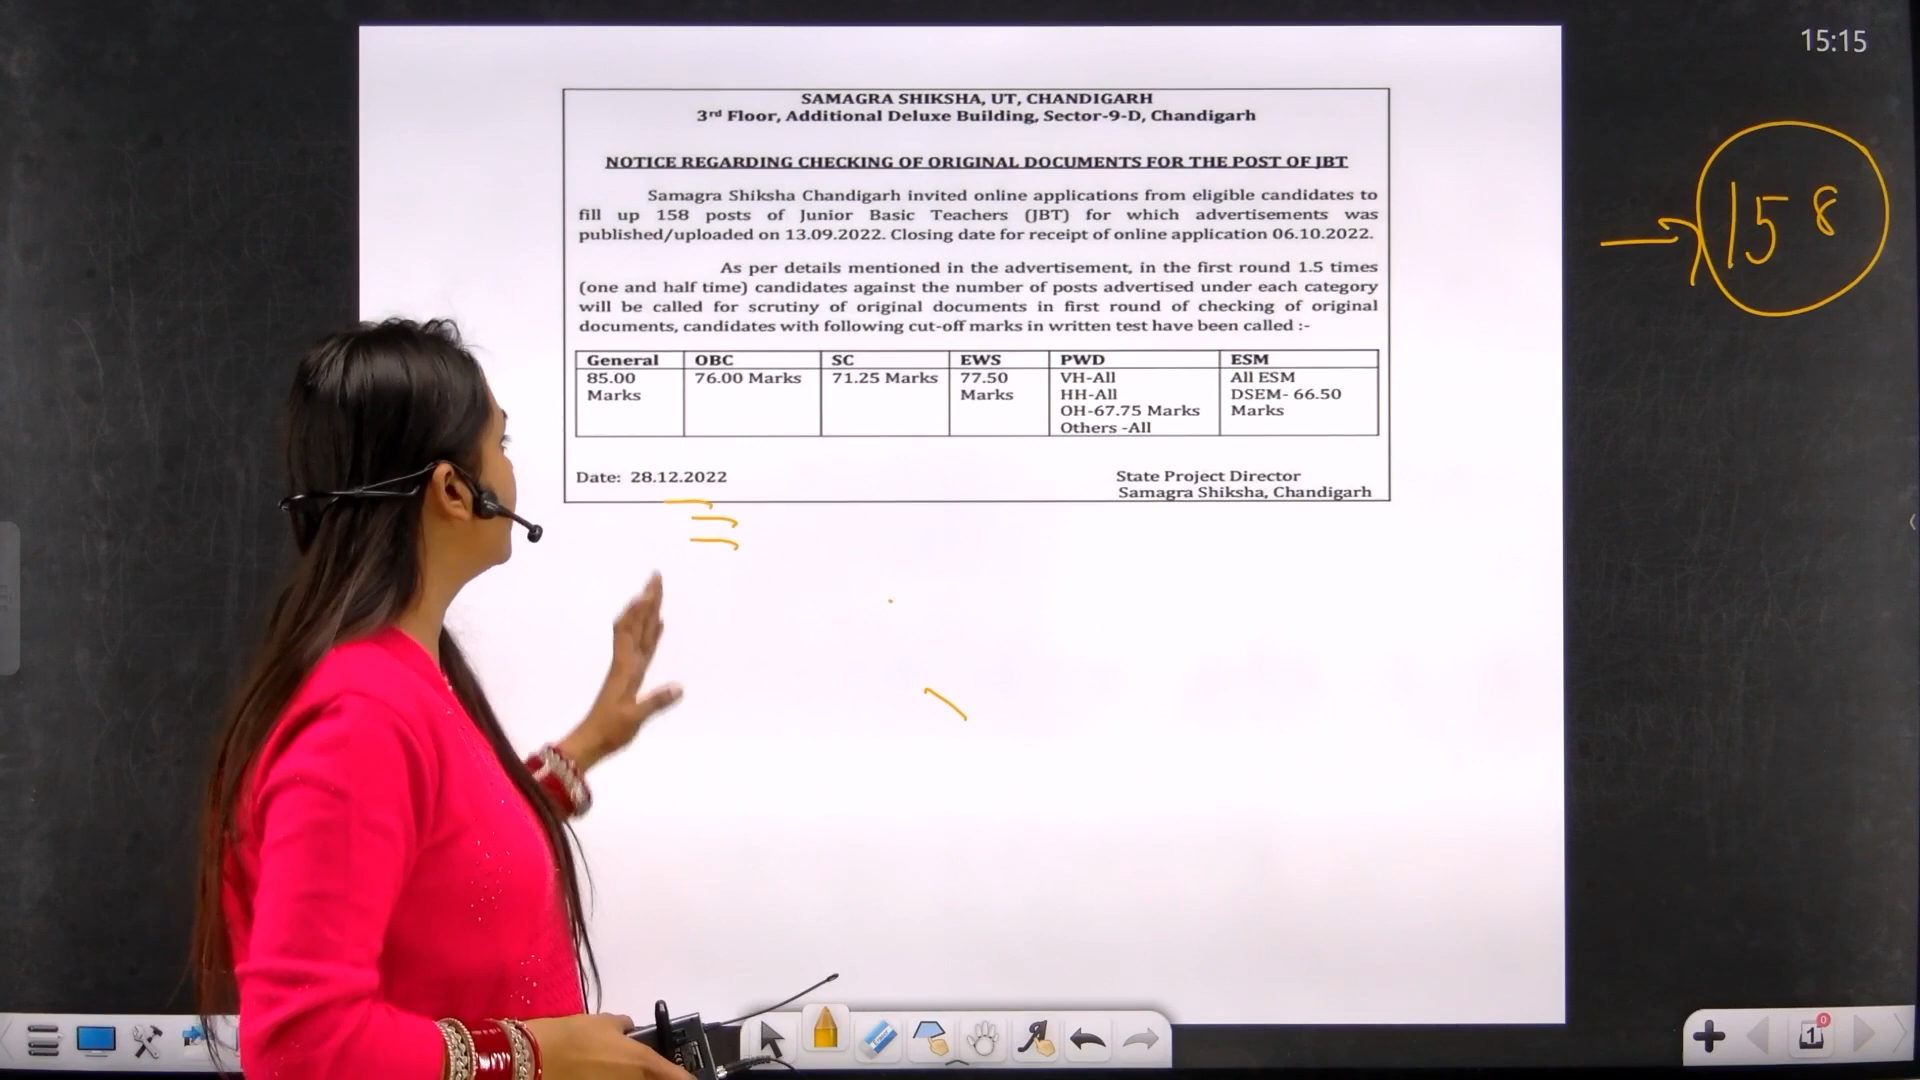 15:15
SAMAGRA SHIKSHA, UT, CHANDIGARH
3rd Floor, Additional Deluxe Building, Sector-9-D, Chandigarh
NOTICE REGARDING CHECKING OF ORIGINAL DOCUMENTS FOR THE POST OF JBT
Samagra Shiksha Chandigarh invited online applications from eligible candidates to
fill up 158 posts of Junior Basic Teachers (JBT) for which advertisements was
published/uploaded on 13.09.2022. Closing date for receipt of online application 06.10.2022.
As per details mentioned in the advertisement, in the first round 1.5 times
(one and half time) candidates against the number of posts advertised under each category
will be called for scrutiny of original documents in first round of checking of original
documents, candidates with following cut-off marks in written test have been called :-
General OBC SC EWS PWD ESM
85.00 76.00 Marks 71.25 Marks 77.50 VH-All All ESM
Marks Marks HH-All DSEM- 66.50
OH-67.75 Marks Marks
Others -All
Date: 28.12.2022 State Project Director
Samagra Shiksha, Chandigarh
158
1
0